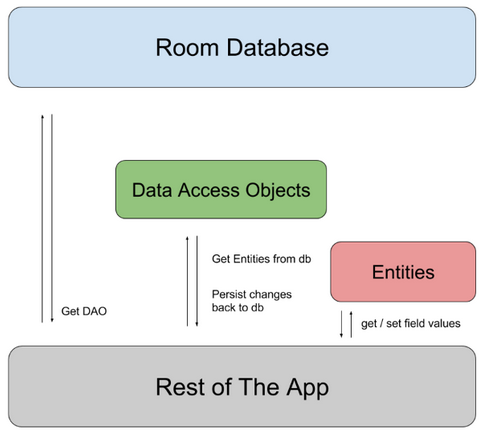 Room Database
Data Access Objects
Get Entities from db
Persist changes
back to db
Entities
Get DAO
get / set field values
Rest of The App